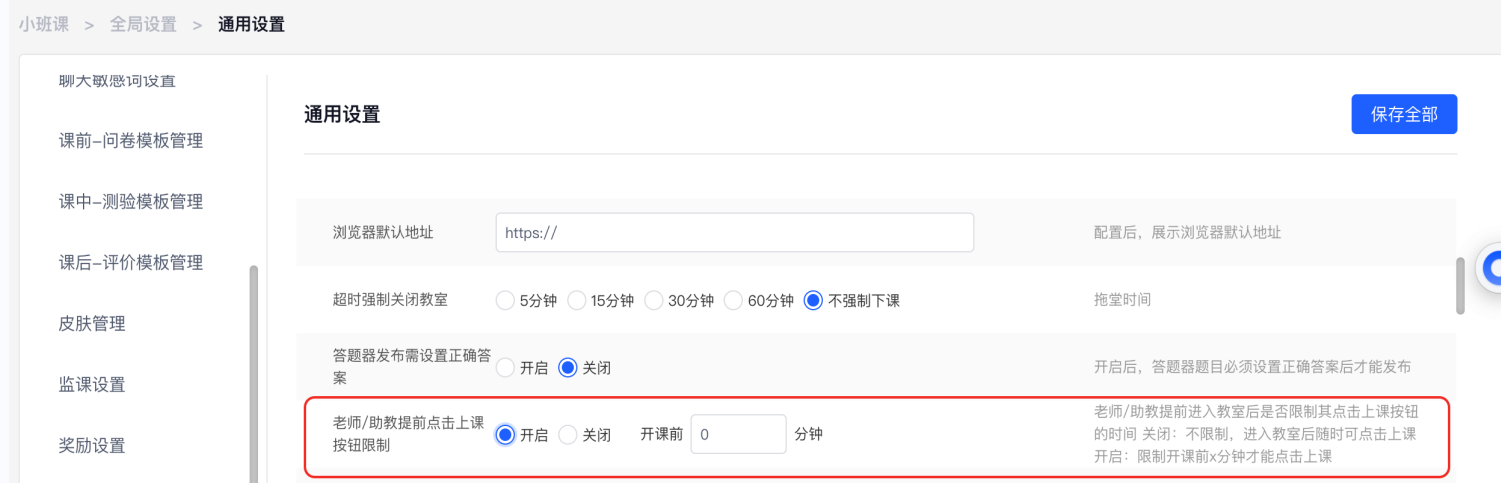 小班课 > 全局设置 > 通用设置
聊天敏感词设置
课前-问卷模板管理
课中-测验模板管理
课后-评价模板管理
皮肤管理
监课设置
奖励设置
通用设置
保存全部
浏览器默认地址
https://
配置后，展示浏览器默认地址
超时强制关闭教室
5分钟 15分钟 30分钟 60分钟 不强制下课
拖堂时间
答题器发布需设置正确答
案
开启 关闭
开启后，答题器题目必须设置正确答案后才能发布
老师/助教提前点击上课
按钮限制
开启 关闭 开课前 0 分钟
老师/助教提前进入教室后是否限制其点击上课按钮
的时间 关闭：不限制，进入教室后随时可点击上课
开启：限制开课前x分钟才能点击上课